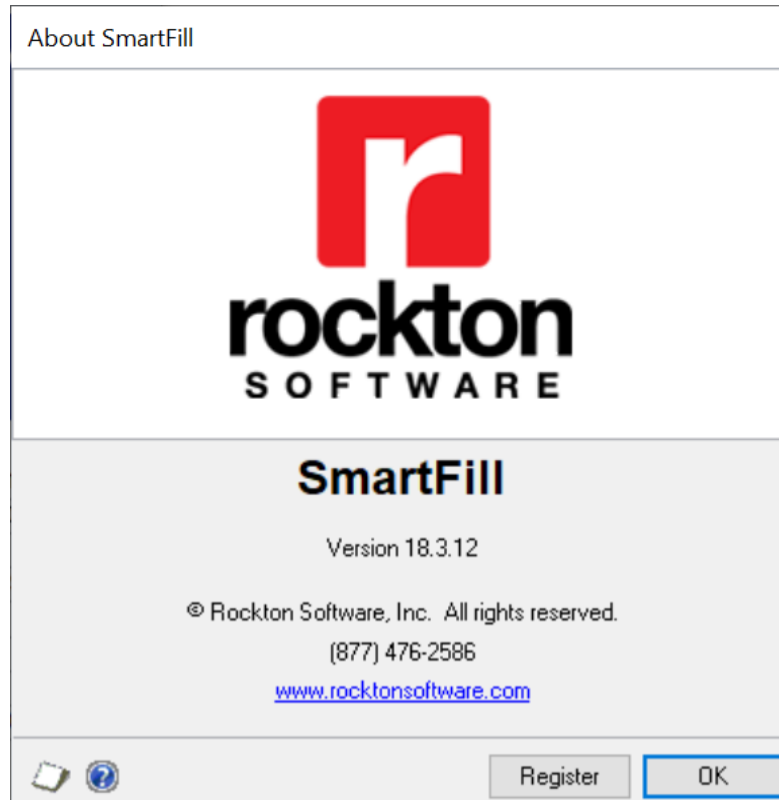 About SmartFill
r
rockton
SOFTWARE
SmartFill
Version 18.3.12
© Rockton Software, Inc. All rights reserved.
(877) 476-2586
www.rocktonsoftware.com
Register OK